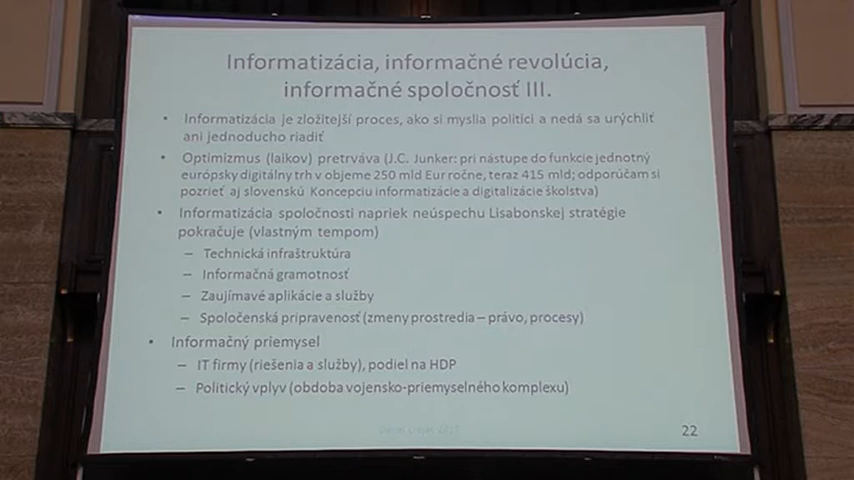 Informatizácia, informačné revolúcia,
informačné spoločnosť III.
• Informatizácia je zložitejší proces, ako si myslia politici a nedá sa urýchliť
ani jednoducho riadiť
• Optimizmus (laikov) pretrváva (J.C. Junker: pri nástupe do funkcie jednotný
európsky digitálny trh v objeme 250 mld Eur ročne, teraz 415 mld; odporúčam si
pozrieť aj slovenskú Koncepciu informatizácie a digitalizácie školstva)
• Informatizácia spoločnosti napriek neúspechu Lisabonskej stratégie
pokračuje (vlastným tempom)
– Technická infraštruktúra
– Informačná gramotnosť
– Zaujímavé aplikácie a služby
– Spoločenská pripravenosť (zmeny prostredia – právo, procesy)
• Informačný priemysel
– IT firmy (riešenia a služby), podiel na HDP
– Politický vplyv (obdoba vojensko-priemyselného komplexu)
22